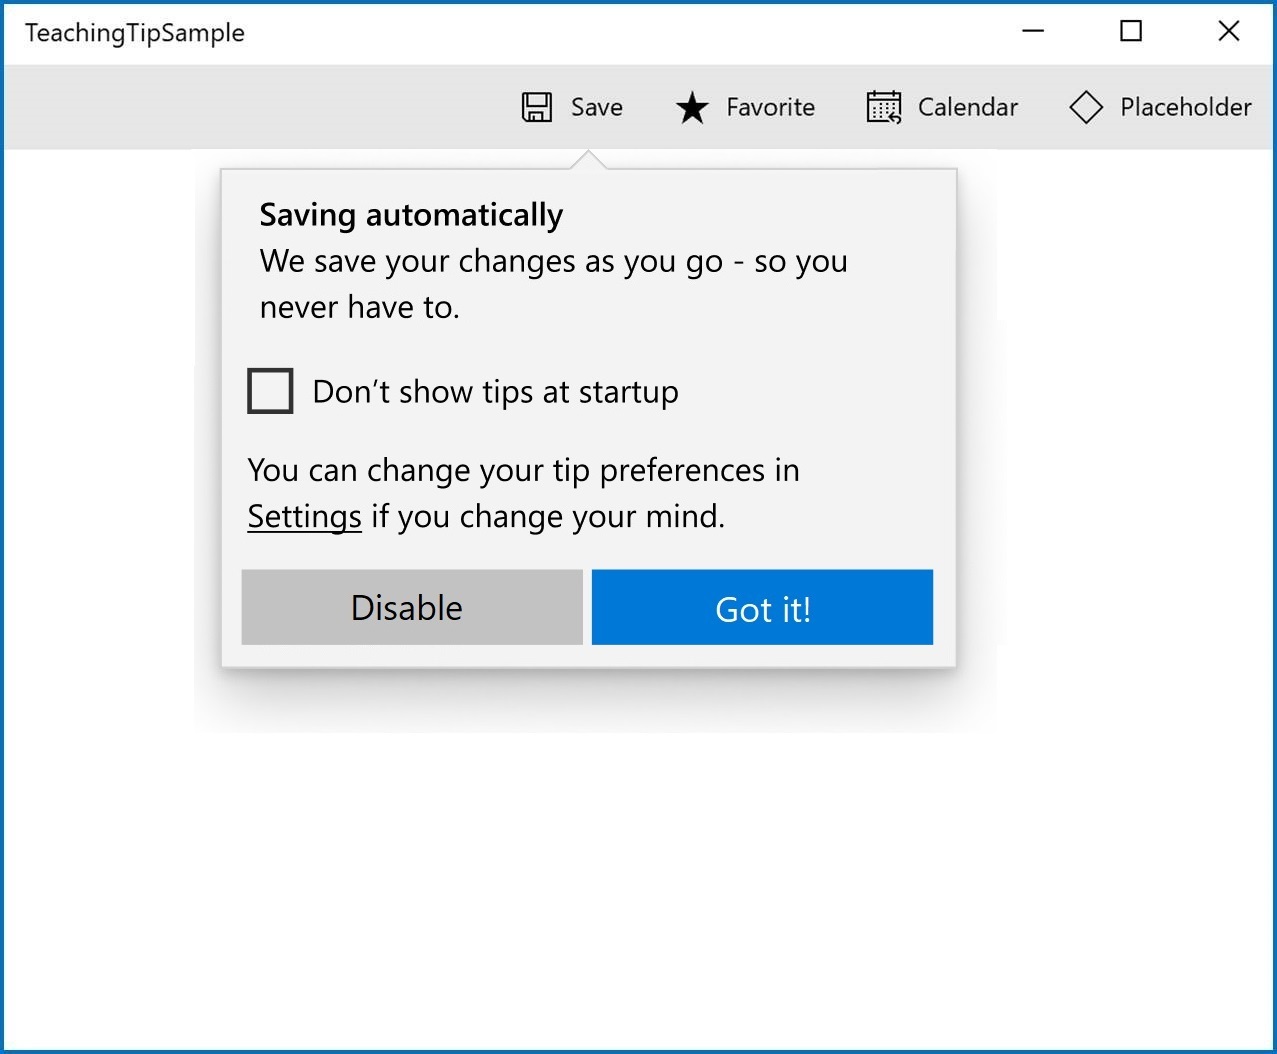 TeachingTipSample
Save Favorite Calendar Placeholder
Saving automatically
We save your changes as you go - so you
never have to.
Don’t show tips at startup
You can change your tip preferences in
Settings if you change your mind.
Disable Got it!